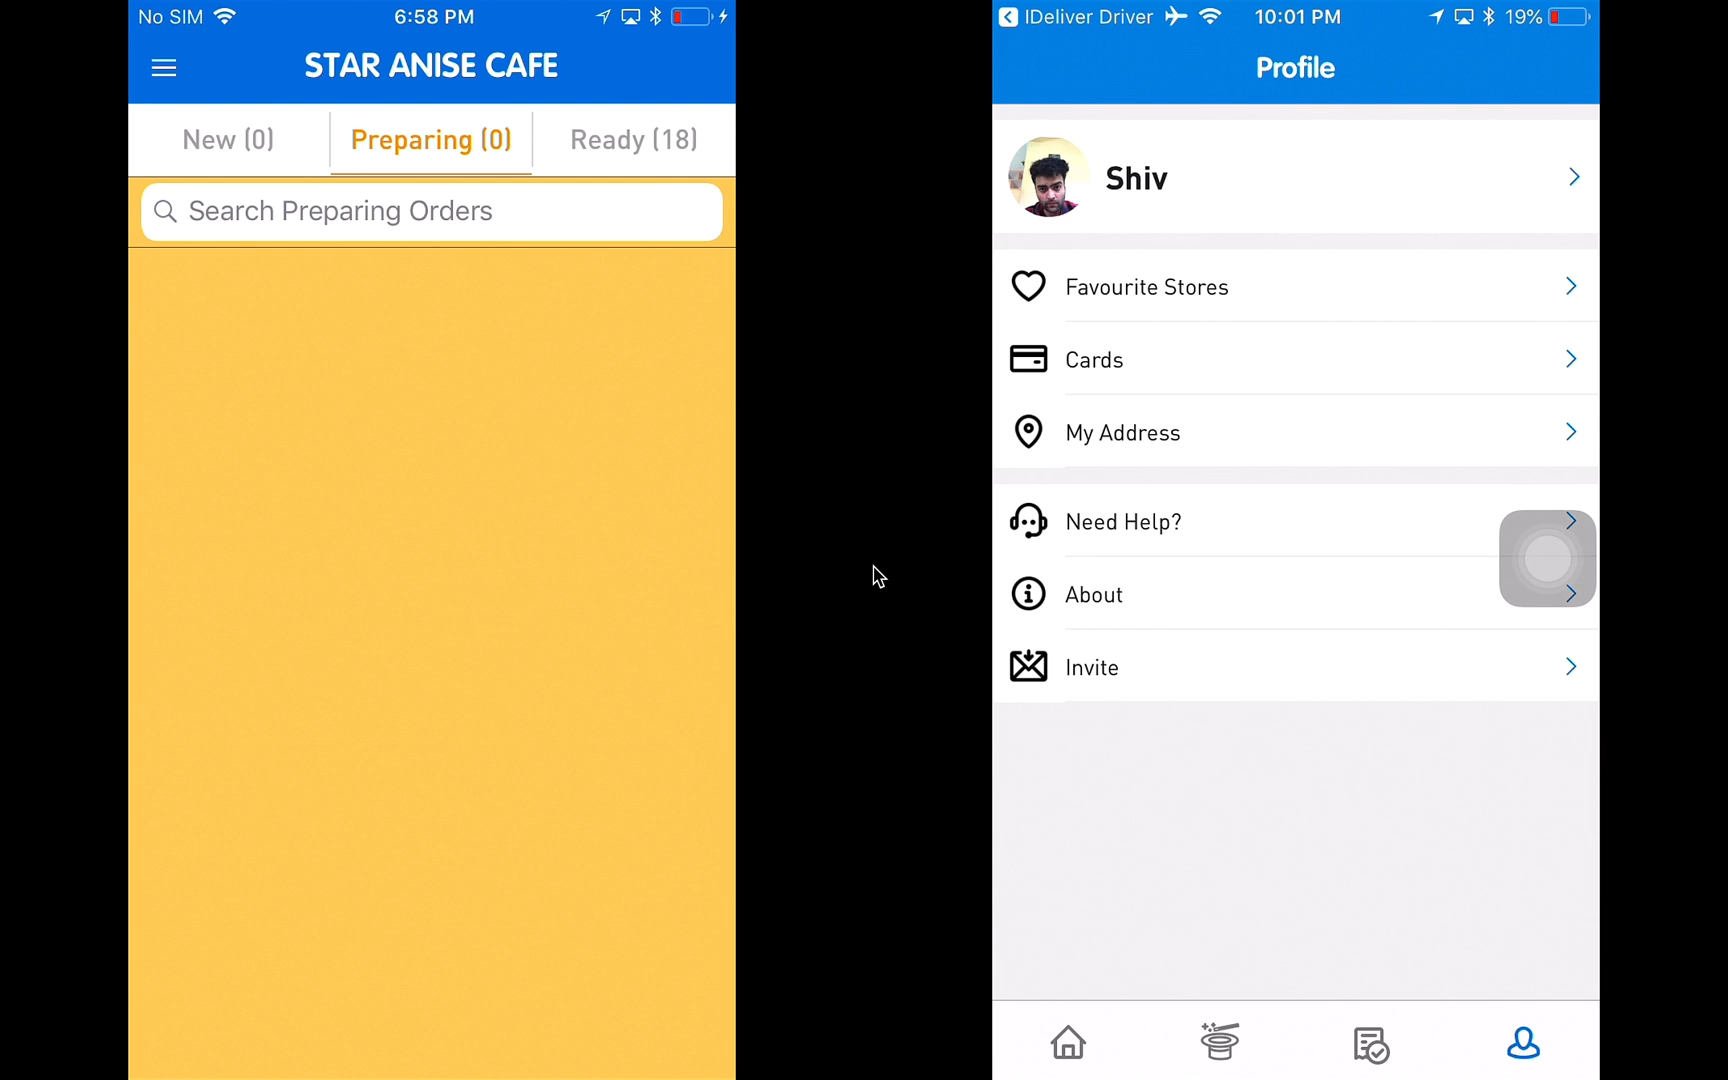 No SIM 6:58 PM
STAR ANISE CAFE
New (0) Preparing (0) Ready (18)
Search Preparing Orders
IDeliver Driver 10:01 PM 19%
Profile
Shiv
Favourite Stores
Cards
My Address
Need Help?
About
Invite